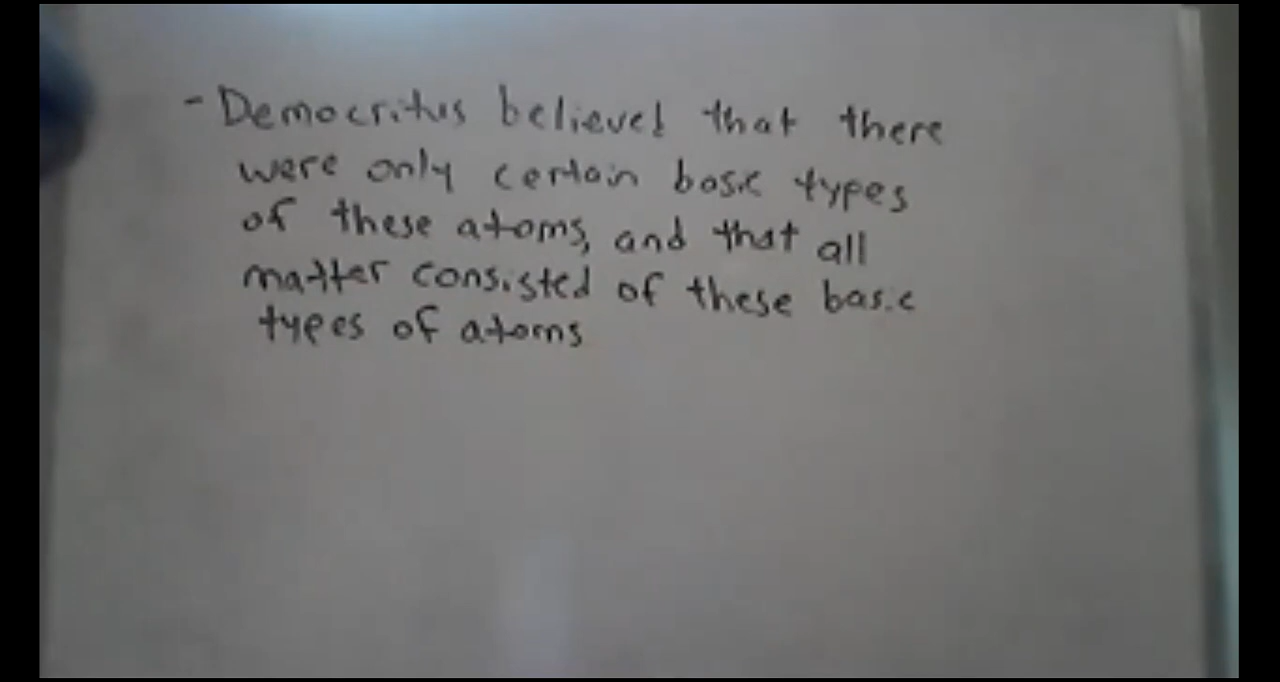 - Democritus believed that there
were only certain basic types
of these atoms, and that all
matter consisted of these basic
types of atoms